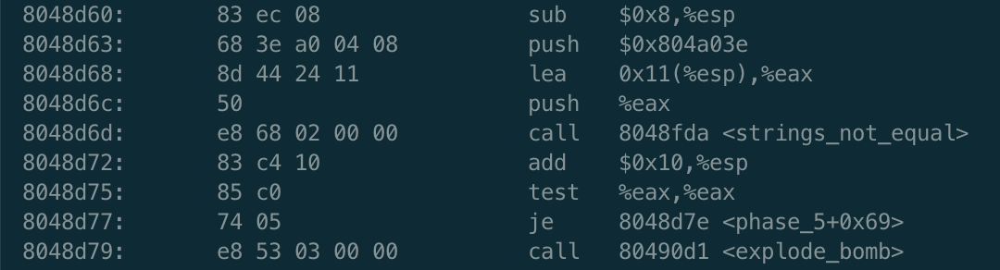 8048d60: 83 ec 08 sub $0x8,%esp
8048d63: 68 3e a0 04 08 push $0x804a03e
8048d68: 8d 44 24 11 lea 0x11(%esp),%eax
8048d6c: 50 push %eax
8048d6d: e8 68 02 00 00 call 8048fda <strings_not_equal>
8048d72: 83 c4 10 add $0x10,%esp
8048d75: 85 c0 test %eax,%eax
8048d77: 74 05 je 8048d7e <phase_5+0x69>
8048d79: e8 53 03 00 00 call 80490d1 <explode_bomb>